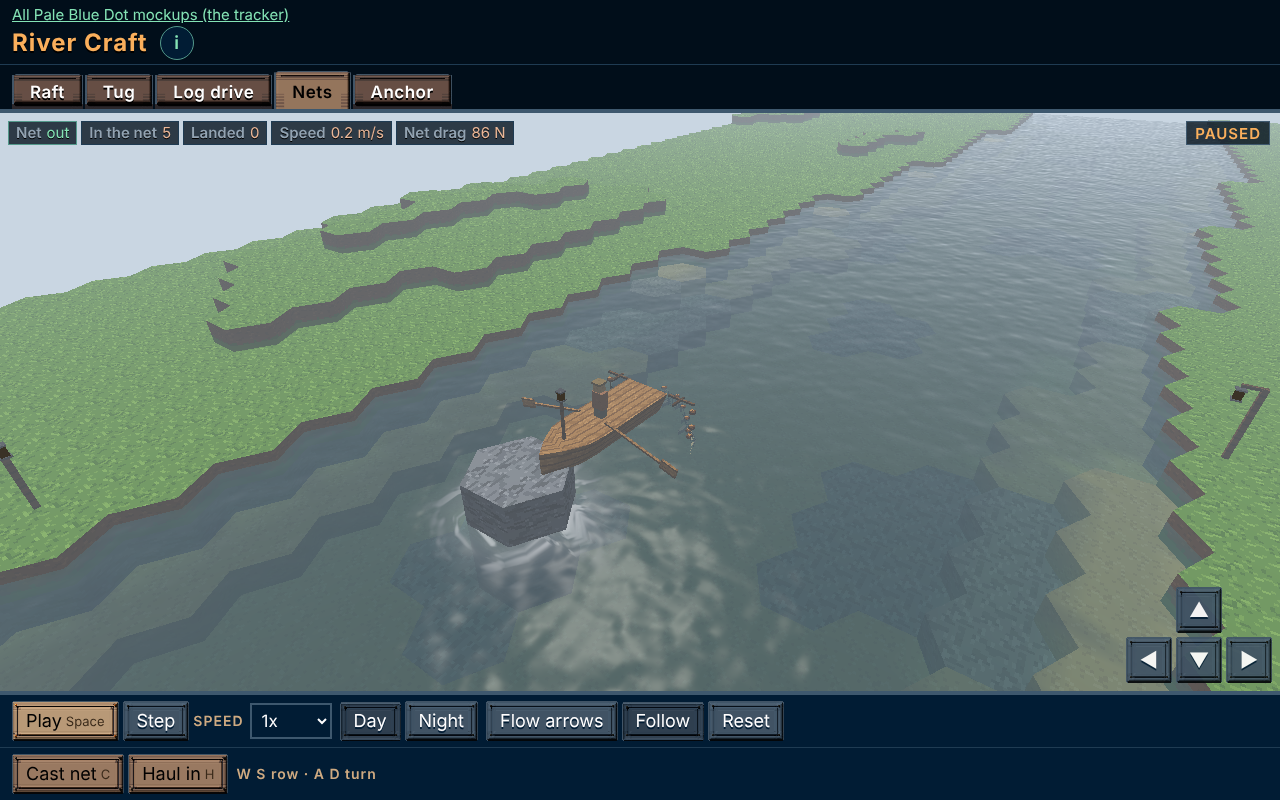 All Pale Blue Dot mockups (the tracker)
River Craft i
Raft Tug Log drive Nets Anchor
Net out In the net 5 Landed 0 Speed 0.2 m/s Net drag 86 N PAUSED
Play Space Step SPEED 1x Day Night Flow arrows Follow Reset
Cast net C Haul in H W S row · A D turn